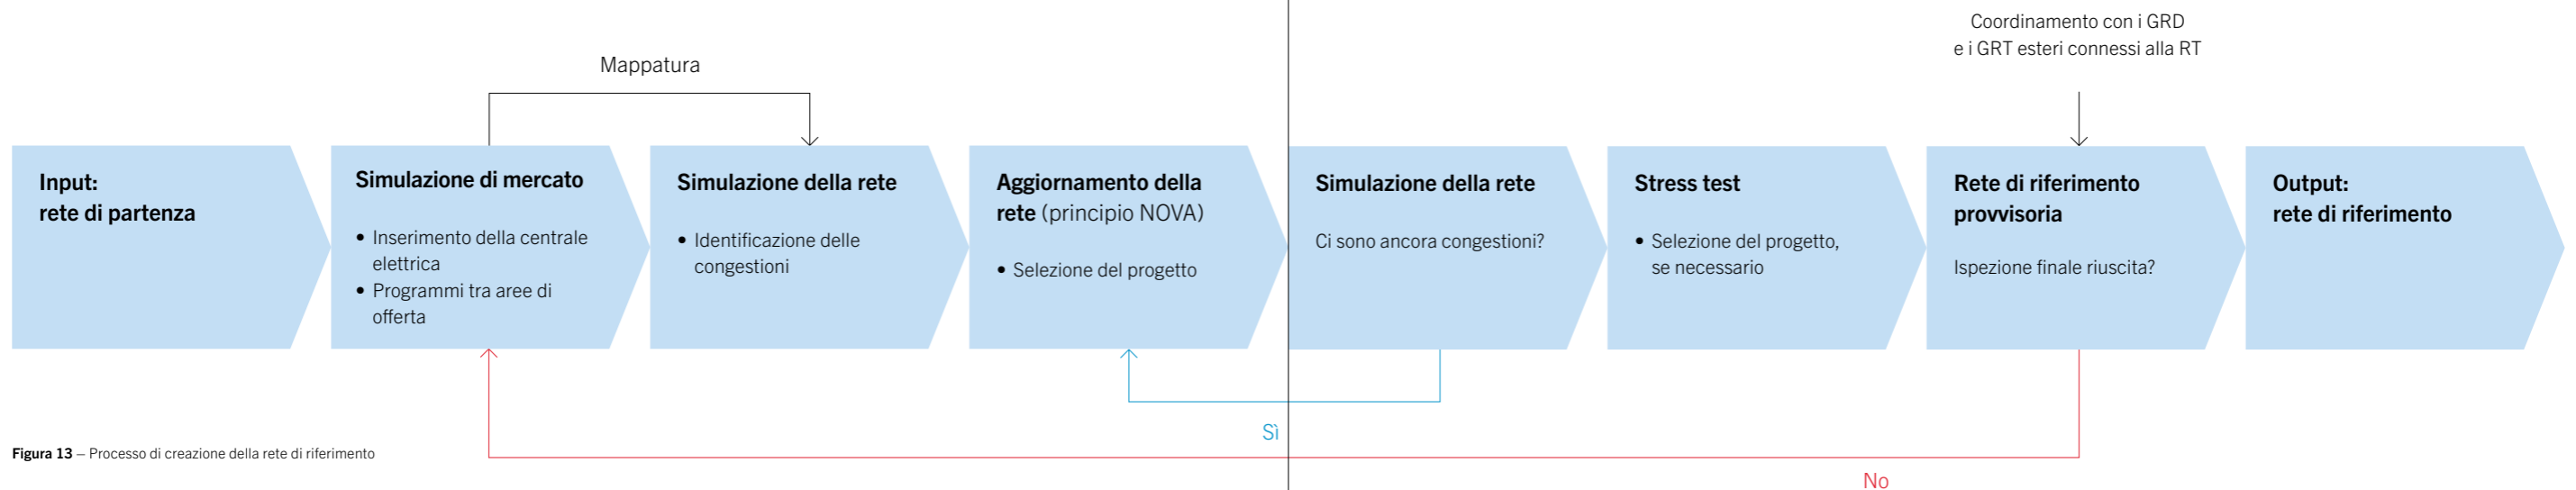 Coordinamento con i GRD
e i GRT esteri connessi alla RT
Mappatura
Input:
rete di partenza
Simulazione di mercato
• Inserimento della centrale
elettrica
• Programmi tra aree di
offerta
Simulazione della rete
• Identificazione delle
congestioni
Aggiornamento della
rete (principio NOVA)
• Selezione del progetto
Simulazione della rete
Ci sono ancora congestioni?
Stress test
• Selezione del progetto,
se necessario
Rete di riferimento
provvisoria
Ispezione finale riuscita?
Output:
rete di riferimento
Sì
No
Figura 13 – Processo di creazione della rete di riferimento